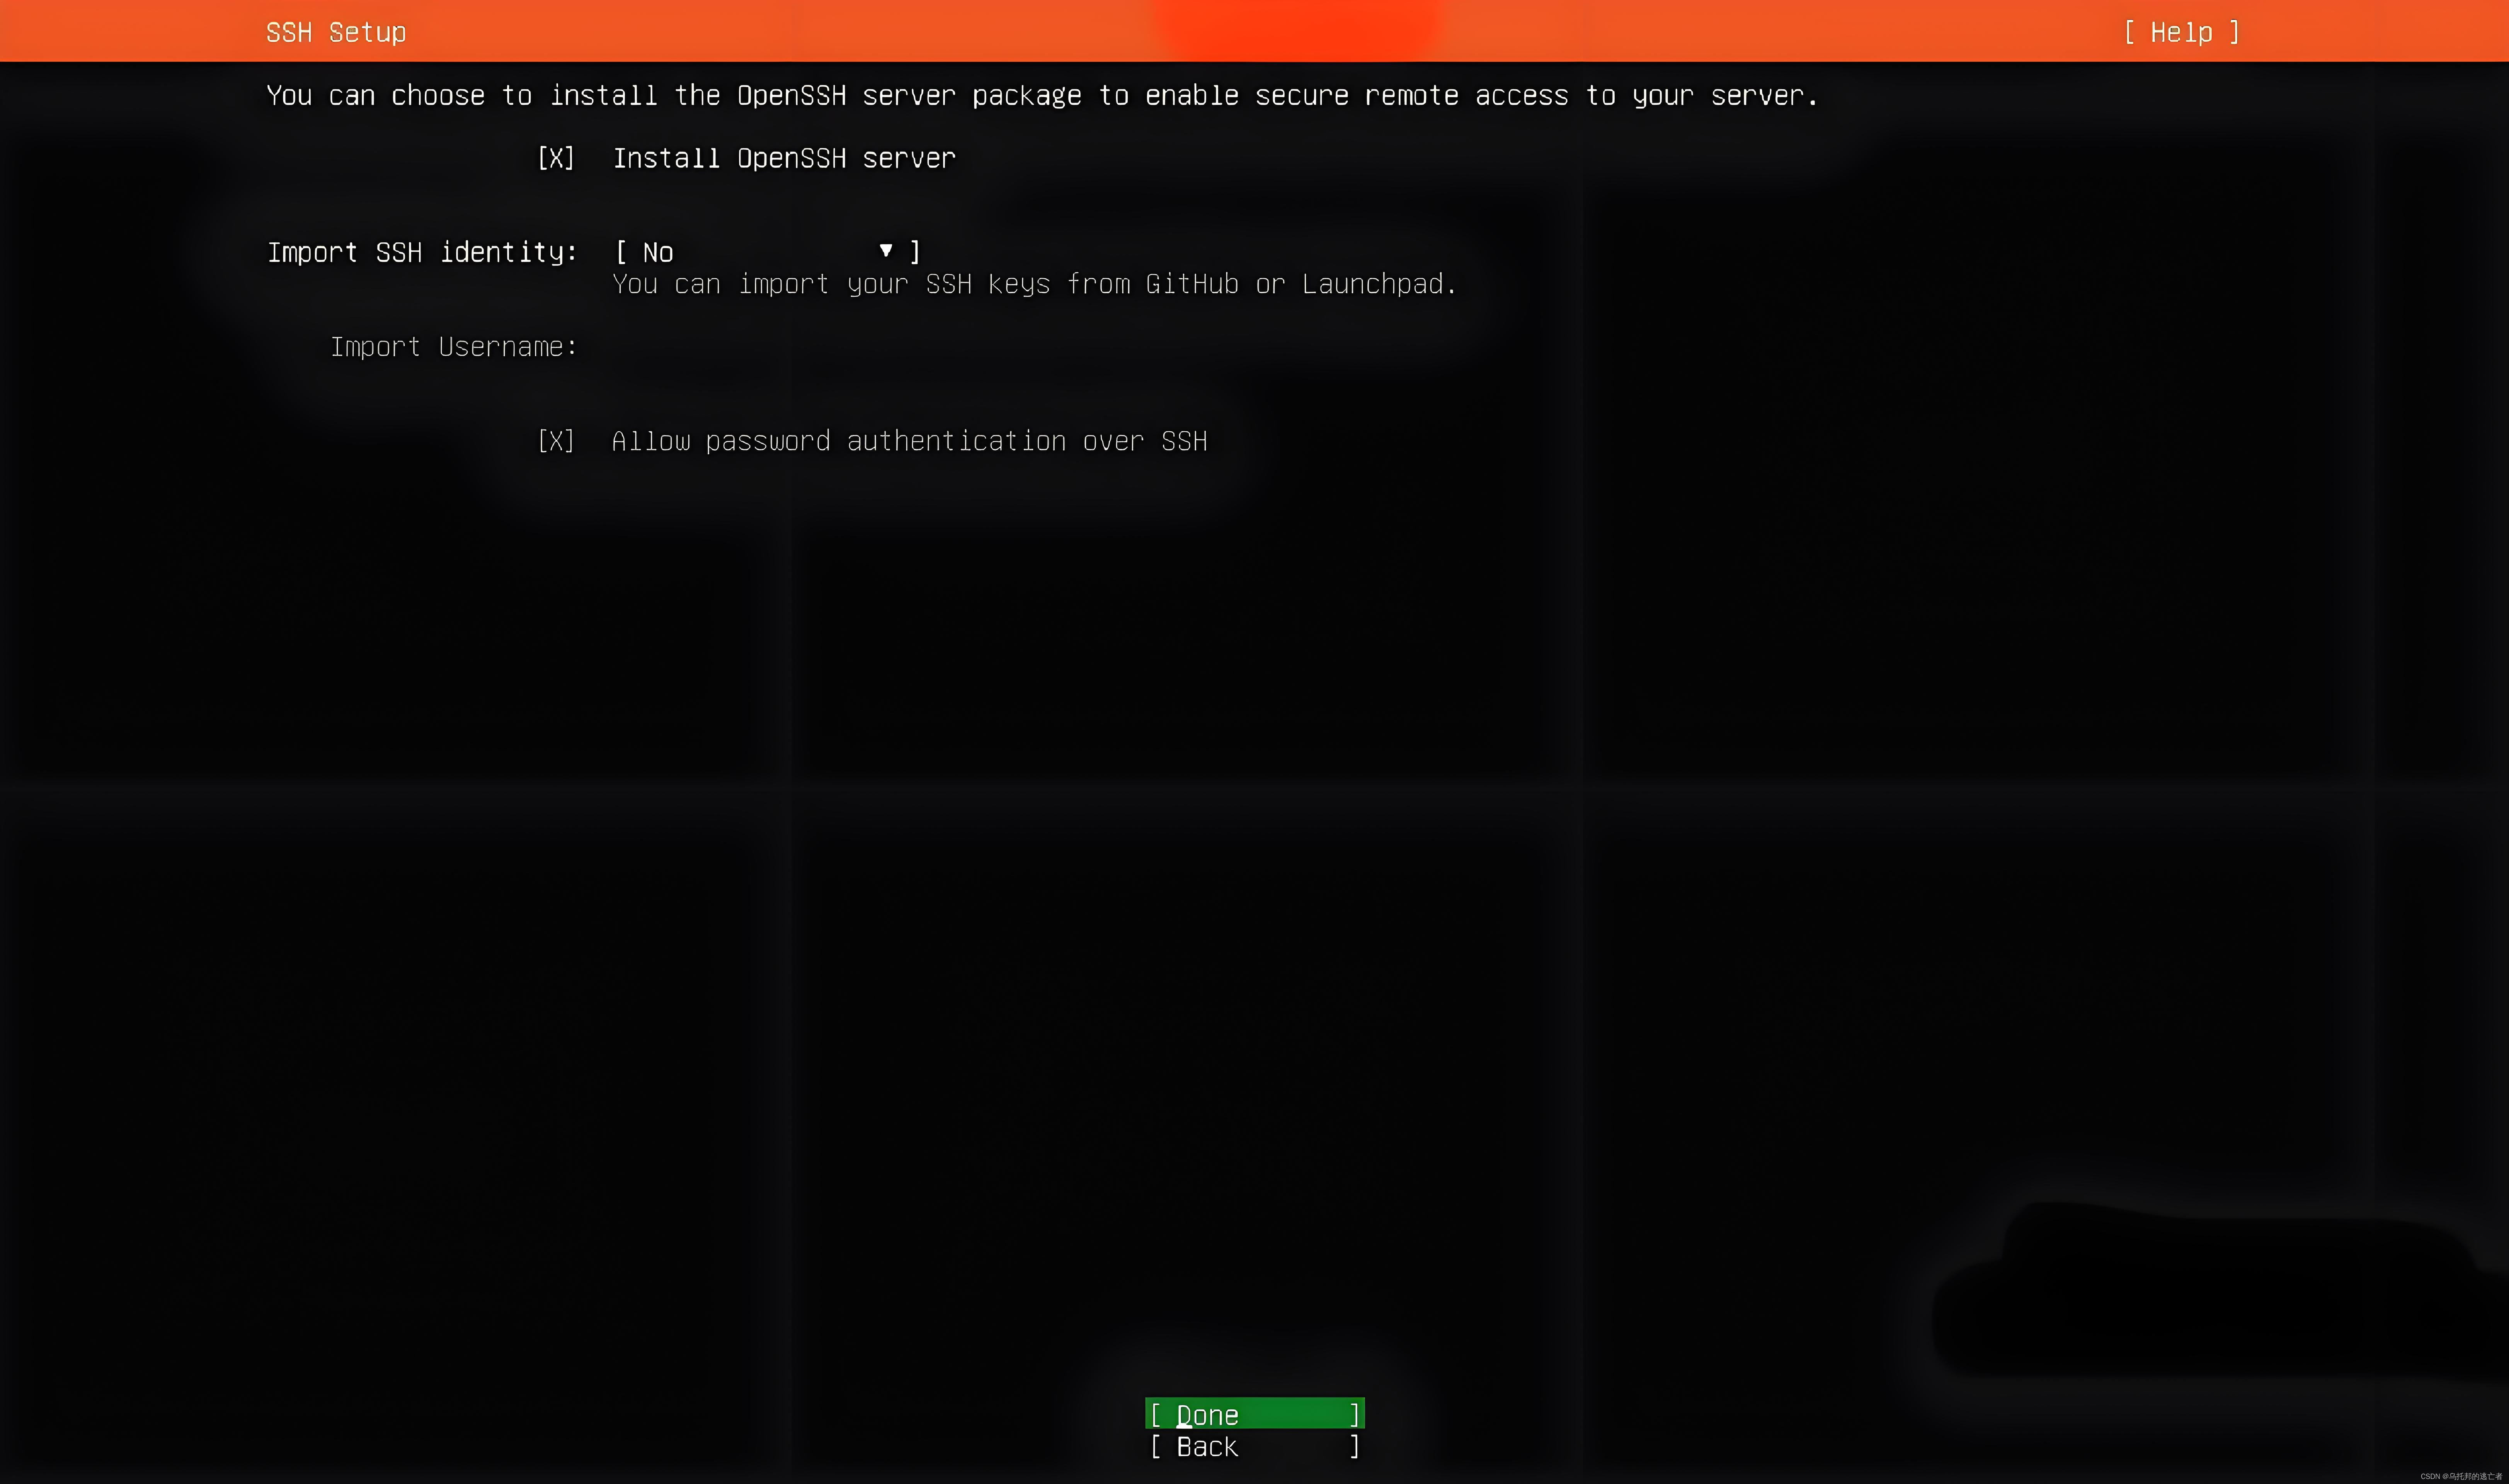 SSH Setup [ Help ]
You can choose to install the OpenSSH server package to enable secure remote access to your server.
[X] Install OpenSSH server
Import SSH identity: [ No ▼ ]
You can import your SSH keys from GitHub or Launchpad.
Import Username:
[X] Allow password authentication over SSH
[ Done ]
[ Back ]
CSDN @乌托邦的逃亡者